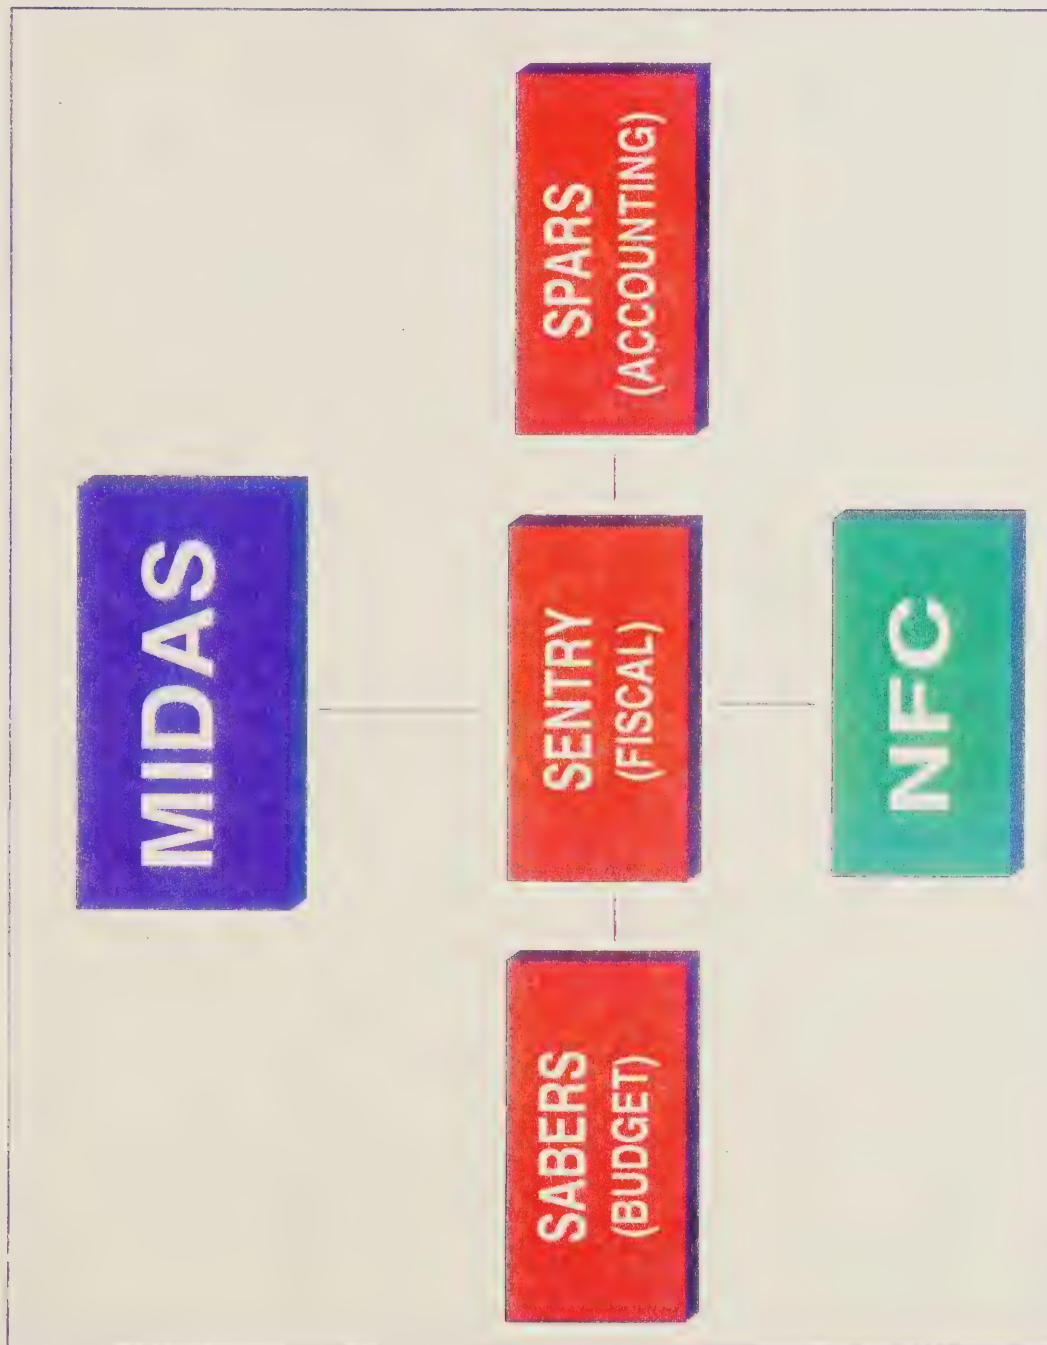 MIDAS
SABERS
(BUDGET)
SENTRY
(FISCAL)
SPARS
(ACCOUNTING)
NFC